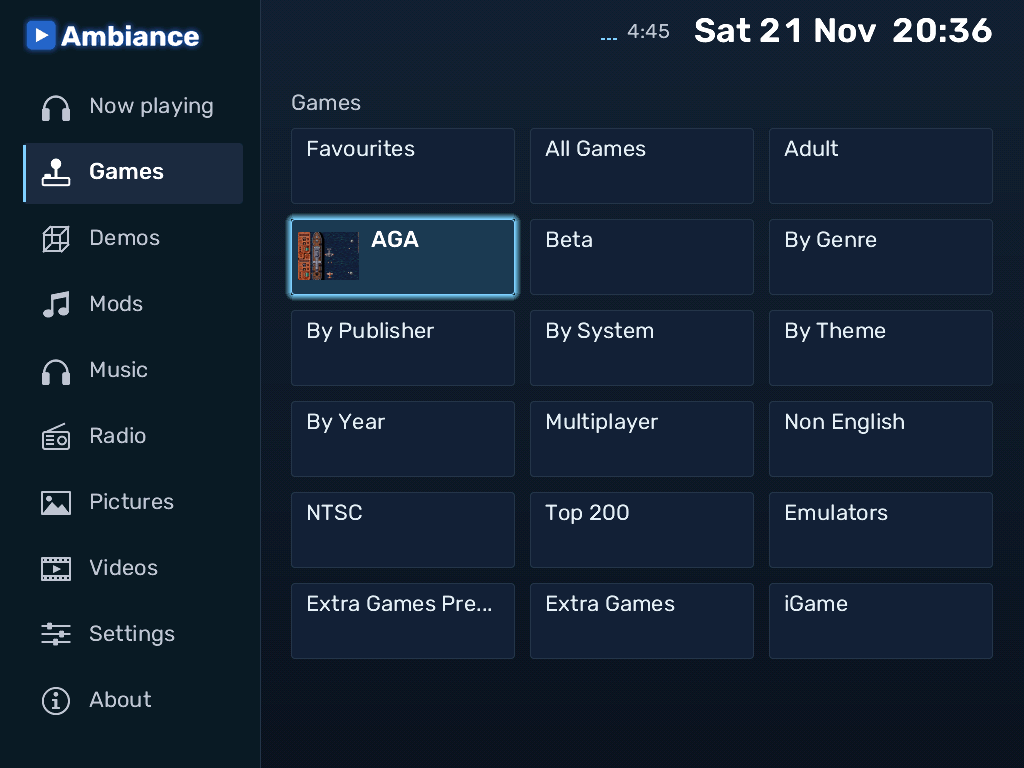 Ambiance
4:45
Sat 21 Nov 20:36
Now playing
Games
Demos
Mods
Music
Radio
Pictures
Videos
Settings
About
Games
Favourites
All Games
Adult
AGA
Beta
By Genre
By Publisher
By System
By Theme
By Year
Multiplayer
Non English
NTSC
Top 200
Emulators
Extra Games Pre...
Extra Games
iGame